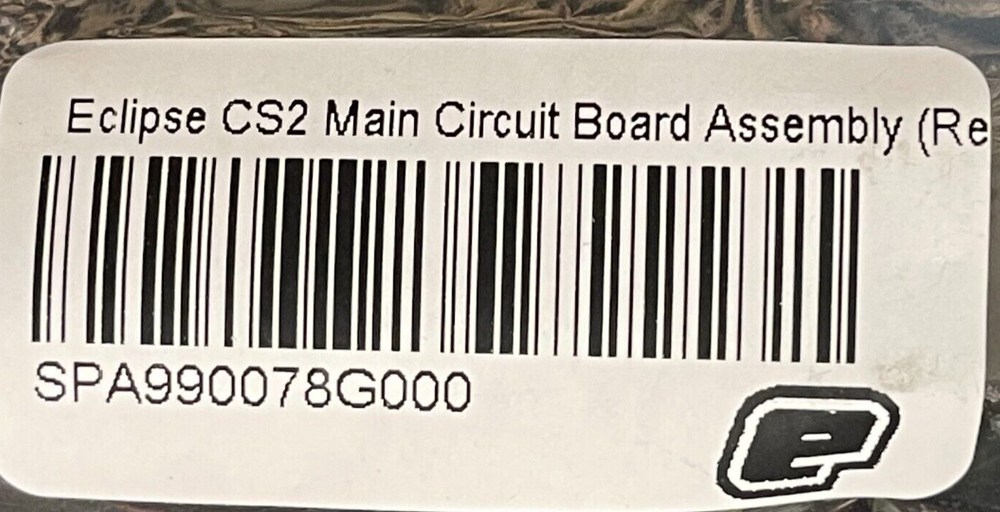 Eclipse CS2 Main Circuit Board Assembly (Re
SPA990078G000
e